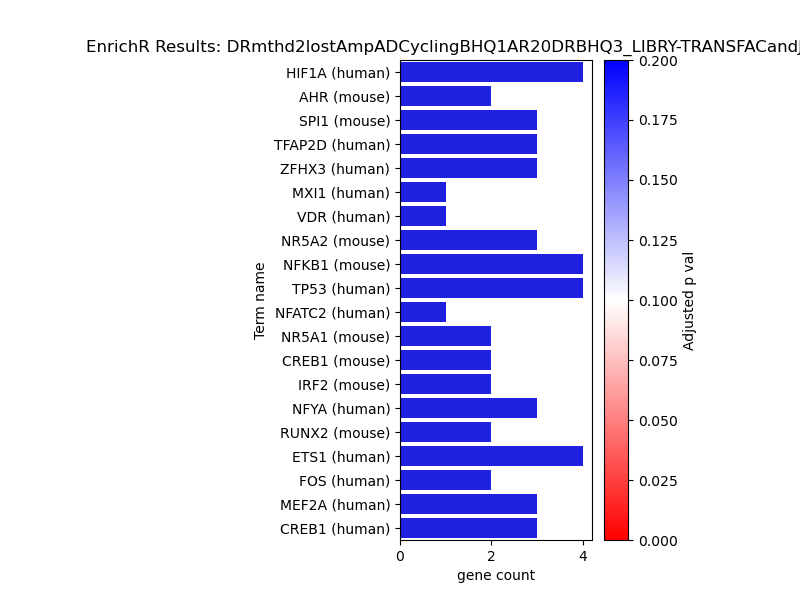 EnrichR Results: DRmthd2lostAmpADCyclingBHQ1AR20DRBHQ3_LIBRY-TRANSFACandJ
HIF1A (human)
AHR (mouse)
SPI1 (mouse)
TFAP2D (human)
ZFHX3 (human)
MXI1 (human)
VDR (human)
NR5A2 (mouse)
NFKB1 (mouse)
TP53 (human)
NFATC2 (human)
NR5A1 (mouse)
CREB1 (mouse)
IRF2 (mouse)
NFYA (human)
RUNX2 (mouse)
ETS1 (human)
FOS (human)
MEF2A (human)
CREB1 (human)
Term name
0 2 4
gene count
0.200
0.175
0.150
0.125
0.100
0.075
0.050
0.025
0.000
Adjusted p val